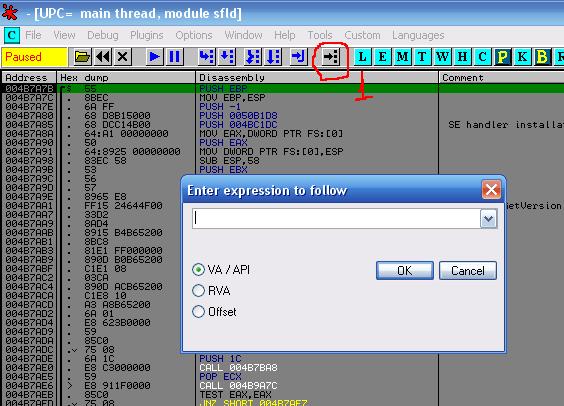 - [UPC= main thread, module sfld]
C File View Debug Plugins Options Window Help Tools Custom Languages
Paused L E M T W H C P K B R
Address Hex dump Disassembly Comment
004B7A7B r$ 55 PUSH EBP
004B7A7C . 8BEC MOV EBP,ESP
004B7A7E . 6A FF PUSH -1
004B7A80 . 68 D8B15000 PUSH 0050B1D8
004B7A85 . 68 DCC14B00 PUSH 004BC1DC SE handler installa
004B7A8A . 64:A1 00000000 MOV EAX,DWORD PTR FS:[0]
004B7A90 . 50 PUSH EAX
004B7A91 . 64:8925 00000000 MOV DWORD PTR FS:[0],ESP
004B7A98 . 83EC 58 SUB ESP,58
004B7A9B . 53 PUSH EBX
004B7A9C . 56
004B7A9D . 57
004B7A9E . 8965 E8
004B7AA1 . FF15 24644F00 etVersion
004B7AA7 . 33D2
004B7AA9 . 8AD4
004B7AAB . 8915 B4B65200
004B7AB1 . 8BC8
004B7AB3 . 81E1 FF000000
004B7AB9 . 890D B0B65200
004B7ABF . C1E1 08
004B7AC2 . 03CA
004B7AC4 . 890D ACB65200
004B7ACA . C1E8 10
004B7ACD . A3 A8B65200
004B7AD2 . 6A 01
004B7AD4 . E8 623B0000
004B7AD9 . 59
004B7ADA . 85C0
004B7ADC .v 75 08
004B7ADE . 6A 1C PUSH 1C
004B7AE0 . E8 C3000000 CALL 004B7BA8
004B7AE5 . 59 POP ECX
004B7AE6 > E8 911F0000 CALL 004B9A7C
004B7AEB . 85C0 TEST EAX,EAX
004B7AED .v 75 08 JNZ SHORT 004B7AF7
Enter expression to follow
VA / API
RVA
Offset
OK Cancel
1